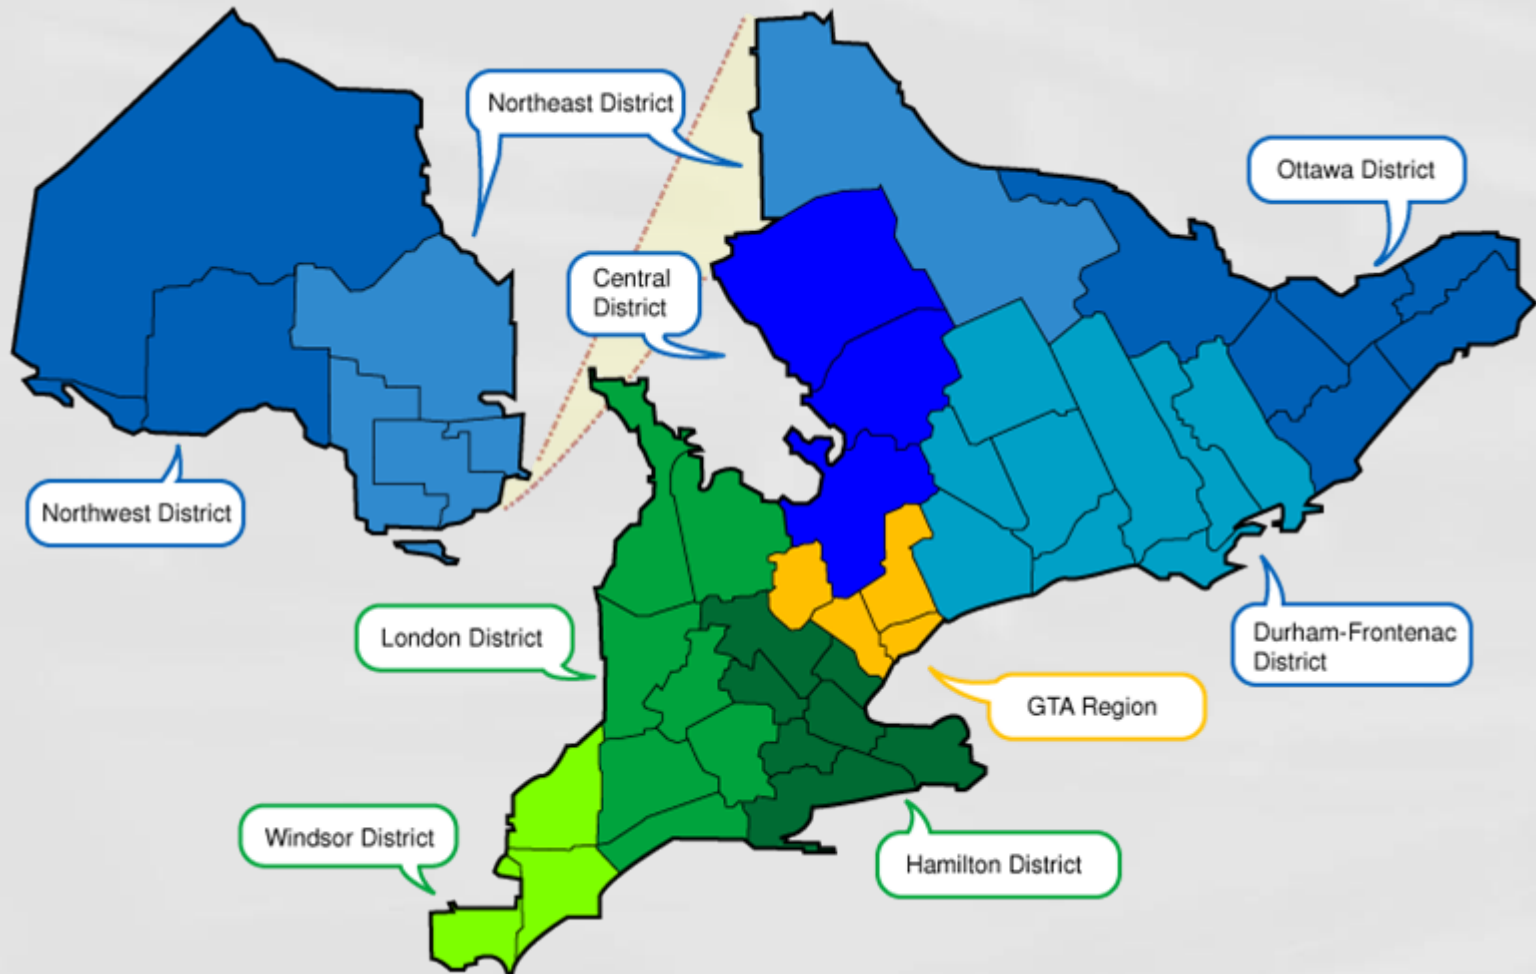 Northeast District
Ottawa District
Central
District
Northwest District
London District
Durham-Frontenac
District
GTA Region
Windsor District
Hamilton District